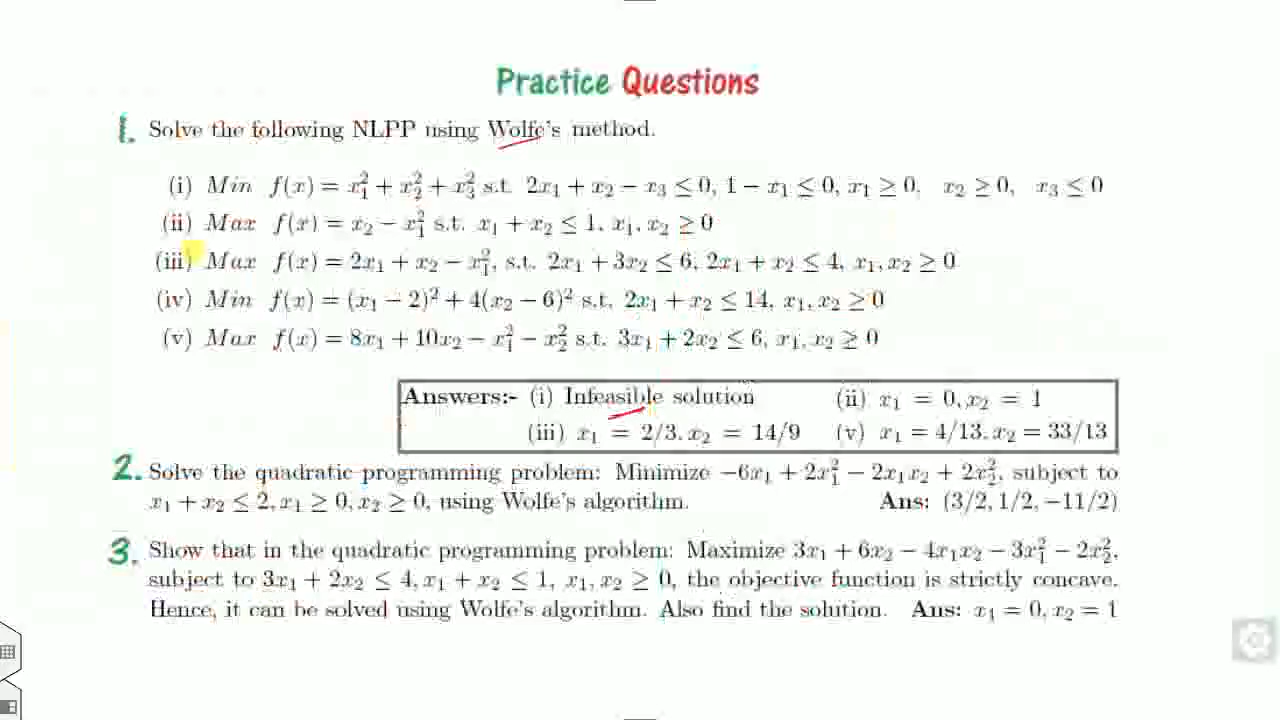 Practice Questions
1. Solve the following NLPP using Wolfe's method.
(i) Min f(x) = x₁² + x₂² + x₃² s.t. 2x₁ + x₂ − x₃ ≤ 0, 1 − x₁ ≤ 0, x₁ ≥ 0, x₂ ≥ 0, x₃ ≤ 0
(ii) Max f(x) = x₂ − x₁² s.t. x₁ + x₂ ≤ 1, x₁, x₂ ≥ 0
(iii) Max f(x) = 2x₁ + x₂ − x₁², s.t. 2x₁ + 3x₂ ≤ 6, 2x₁ + x₂ ≤ 4, x₁, x₂ ≥ 0
(iv) Min f(x) = (x₁ − 2)² + 4(x₂ − 6)² s.t. 2x₁ + x₂ ≤ 14, x₁, x₂ ≥ 0
(v) Max f(x) = 8x₁ + 10x₂ − x₁² − x₂² s.t. 3x₁ + 2x₂ ≤ 6, x₁, x₂ ≥ 0
Answers:- (i) Infeasible solution (ii) x₁ = 0, x₂ = 1
(iii) x₁ = 2/3, x₂ = 14/9 (v) x₁ = 4/13, x₂ = 33/13
2. Solve the quadratic programming problem: Minimize −6x₁ + 2x₁² − 2x₁x₂ + 2x₂², subject to
x₁ + x₂ ≤ 2, x₁ ≥ 0, x₂ ≥ 0, using Wolfe's algorithm. Ans: (3/2, 1/2, −11/2)
3. Show that in the quadratic programming problem: Maximize 3x₁ + 6x₂ − 4x₁x₂ − 3x₁² − 2x₂²,
subject to 3x₁ + 2x₂ ≤ 4, x₁ + x₂ ≤ 1, x₁, x₂ ≥ 0, the objective function is strictly concave.
Hence, it can be solved using Wolfe's algorithm. Also find the solution. Ans: x₁ = 0, x₂ = 1